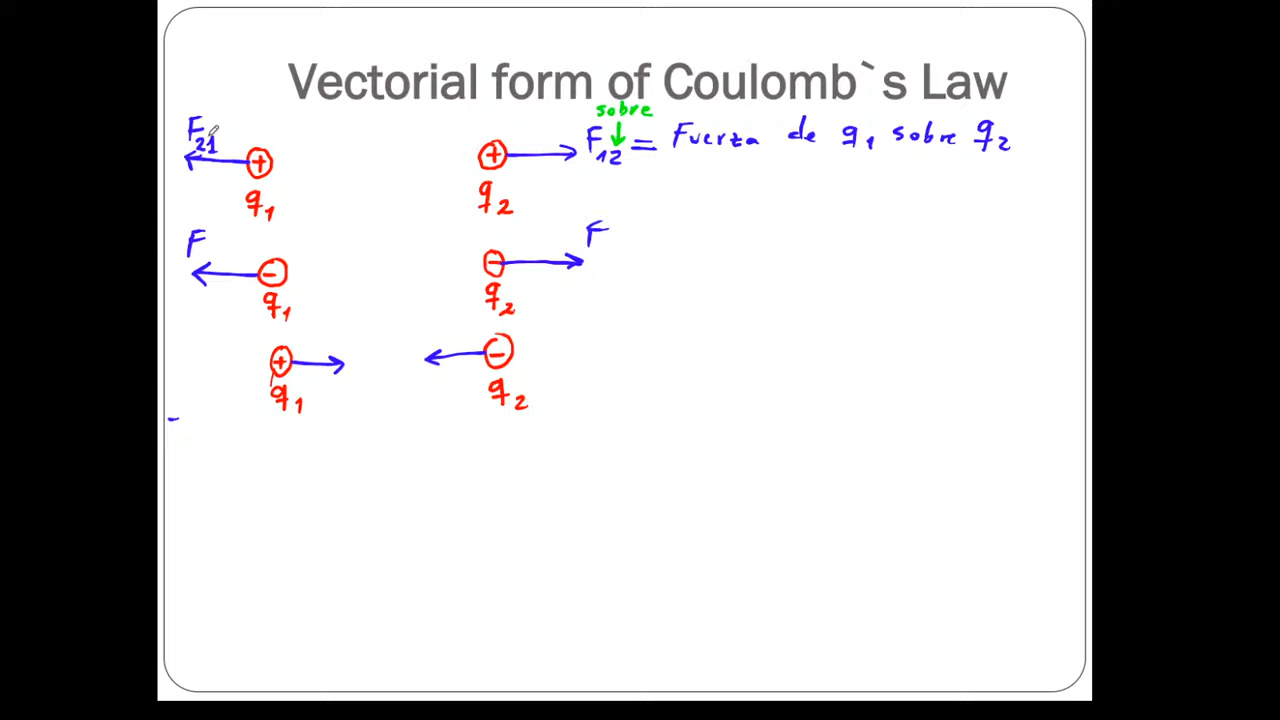 Vectorial form of Coulomb`s Law
sobre
F21 + + F12 = Fuerza de q1 sobre q2
q1 q2
F F
- -
q1 q2
+ -
q1 q2
-